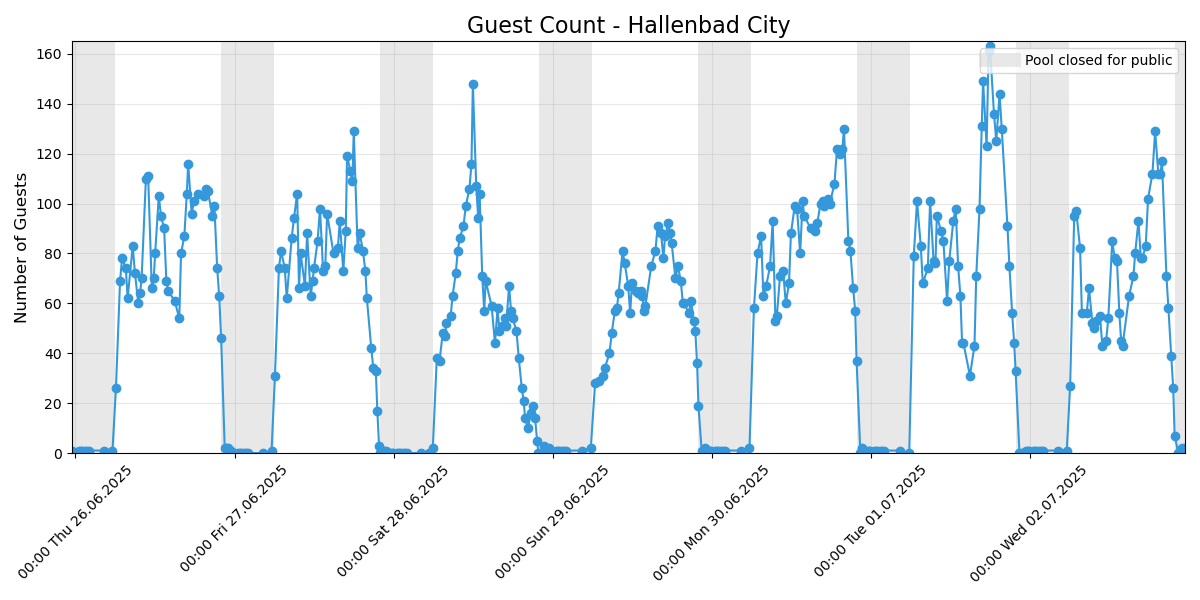 Guest Count - Hallenbad City
Pool closed for public
Number of Guests
160
140
120
100
80
60
40
20
0
00:00 Thu 26.06.2025
00:00 Fri 27.06.2025
00:00 Sat 28.06.2025
00:00 Sun 29.06.2025
00:00 Mon 30.06.2025
00:00 Tue 01.07.2025
00:00 Wed 02.07.2025